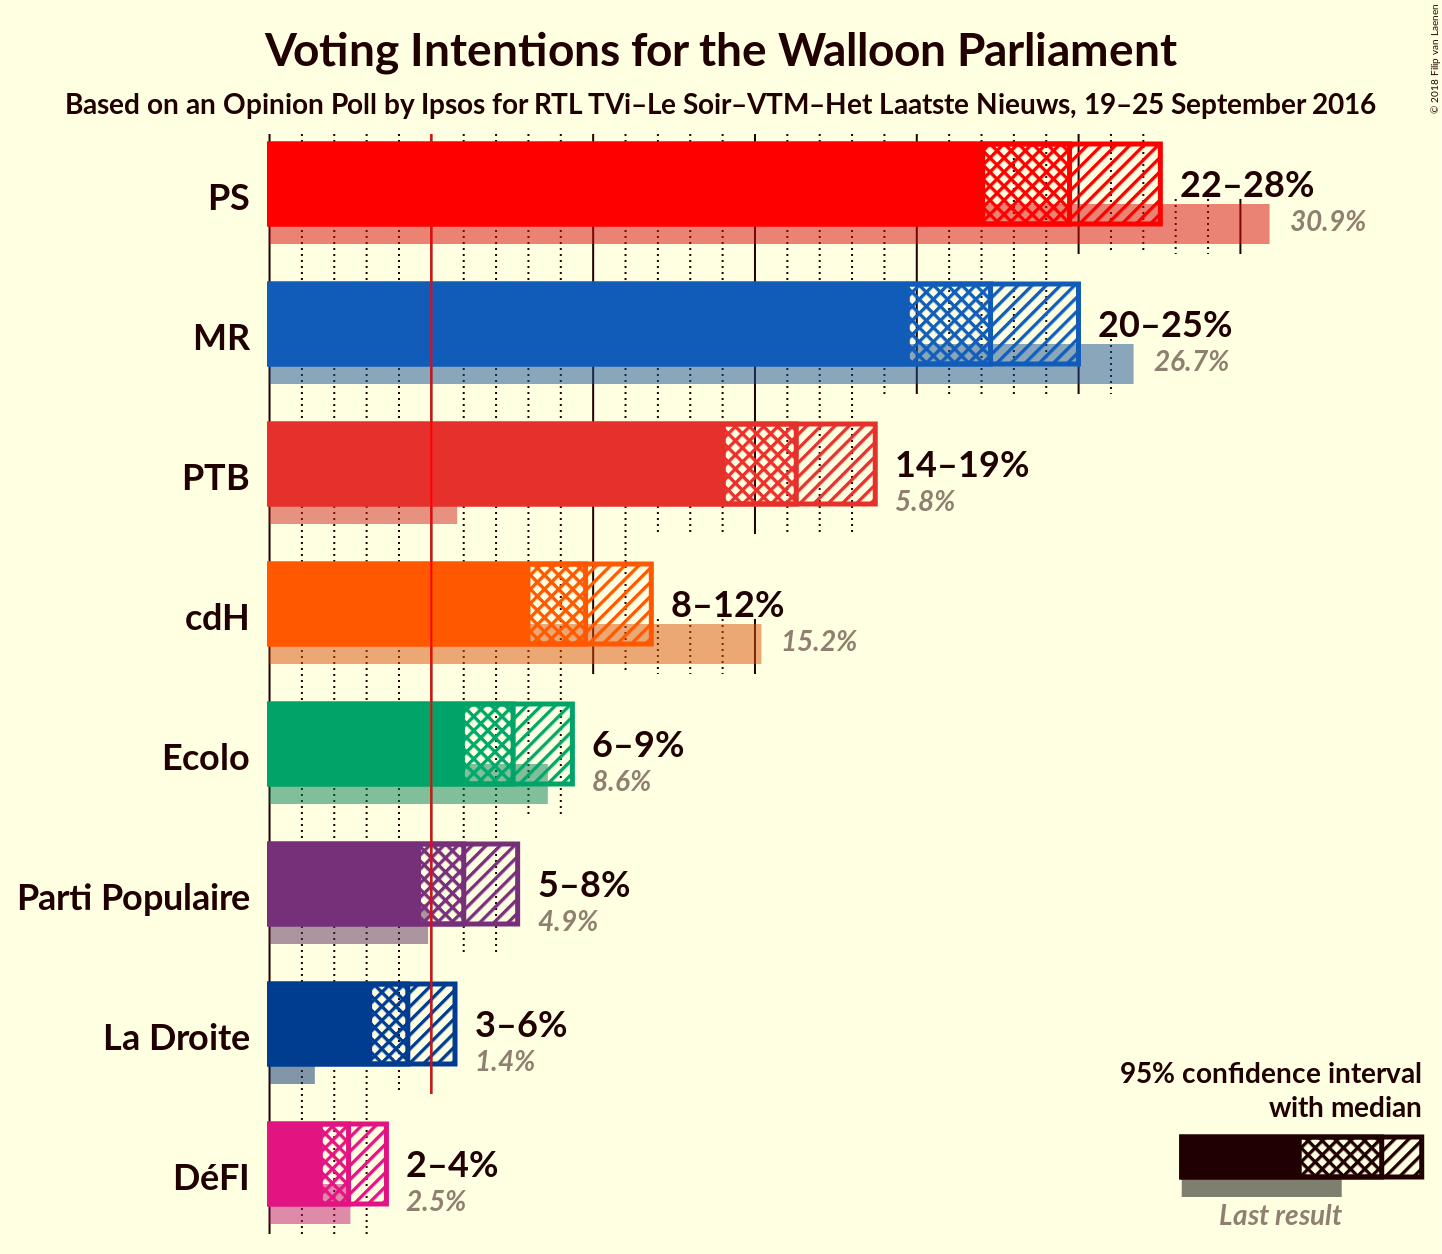 Voting Intentions for the Walloon Parliament
Based on an Opinion Poll by Ipsos for RTL TVi–Le Soir–VTM–Het Laatste Nieuws, 19–25 September 2016
© 2018 Filip van Laenen
PS
22–28%
30.9%
MR
20–25%
26.7%
PTB
14–19%
5.8%
cdH
8–12%
15.2%
Ecolo
6–9%
8.6%
Parti Populaire
5–8%
4.9%
La Droite
3–6%
1.4%
DéFI
2–4%
2.5%
95% confidence interval
with median
Last result